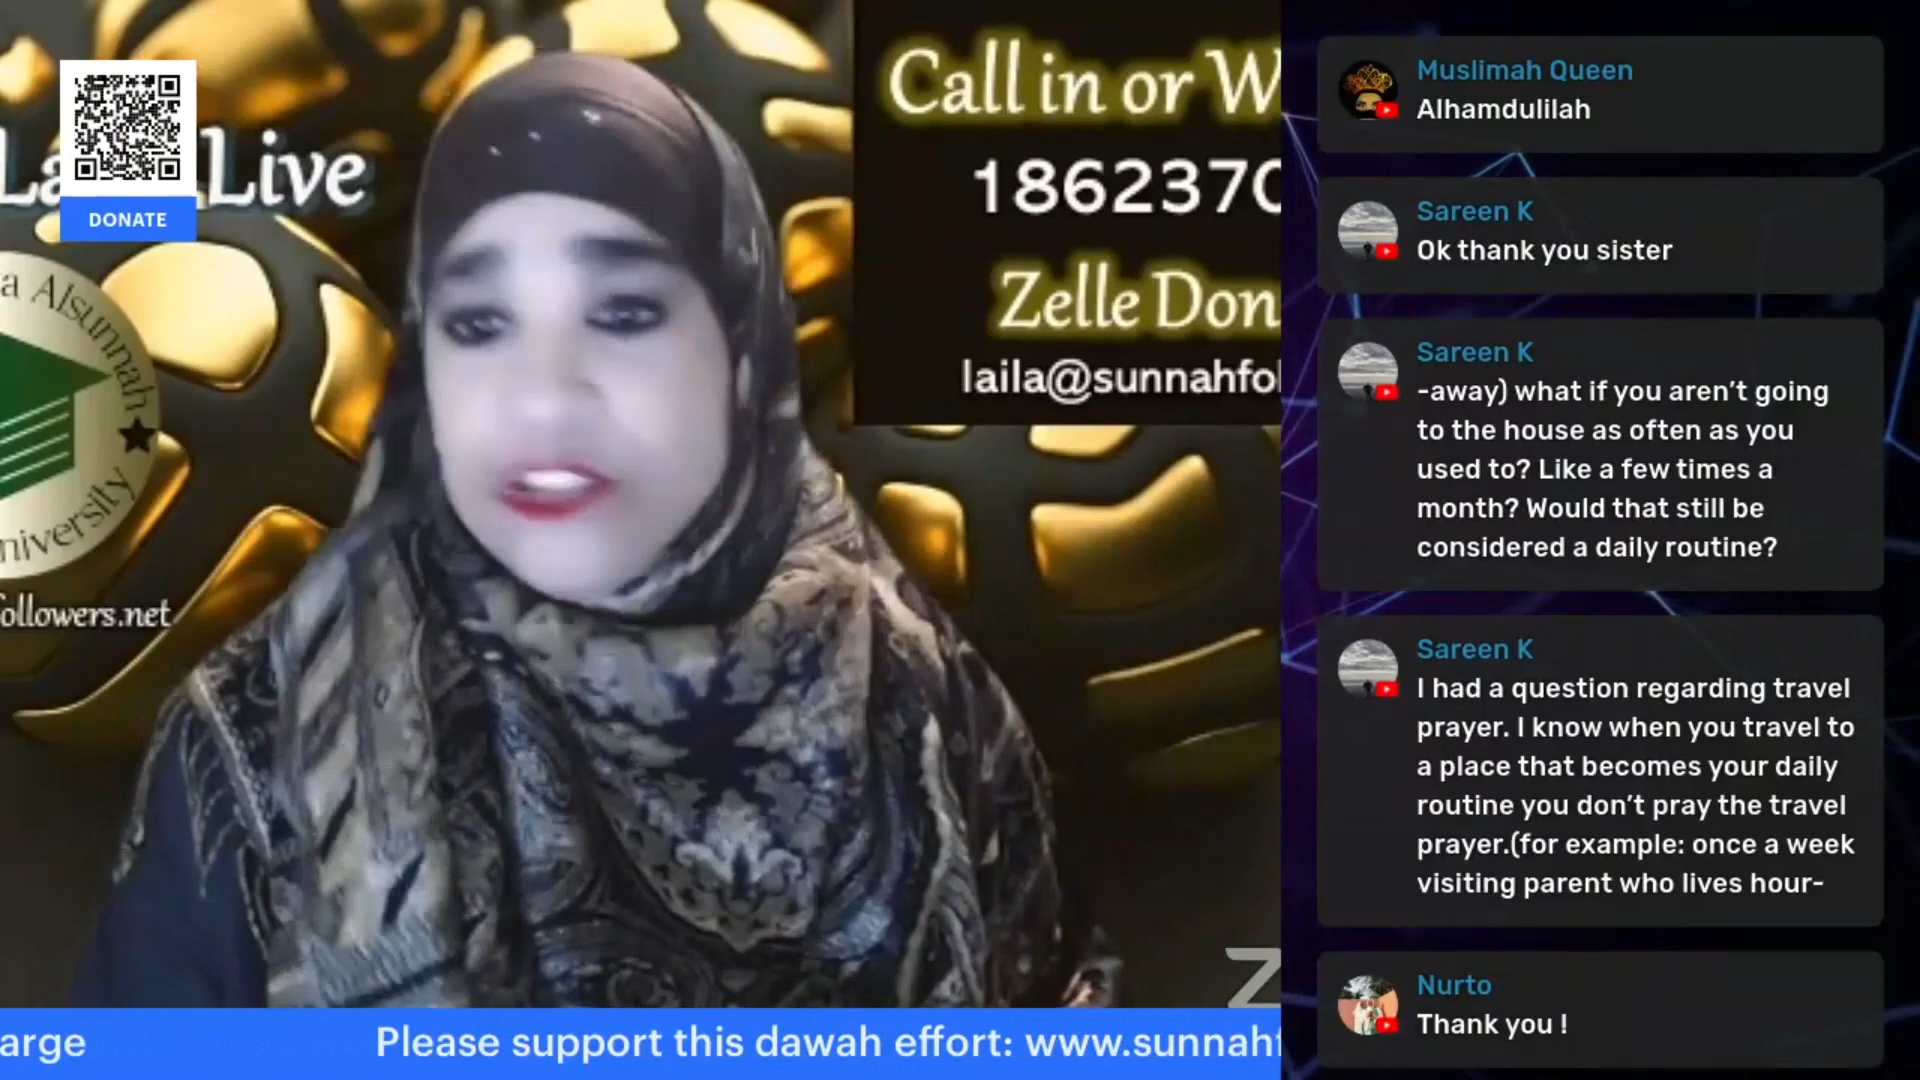 La Live
DONATE
a Alsunnah
niversity
ollowers.net
Call in or W
1862370
Zelle Don
laila@sunnahfol
arge
Please support this dawah effort: www.sunnahf
Z
Muslimah Queen
Alhamdulilah
Sareen K
Ok thank you sister
Sareen K
-away) what if you aren’t going
to the house as often as you
used to? Like a few times a
month? Would that still be
considered a daily routine?
Sareen K
I had a question regarding travel
prayer. I know when you travel to
a place that becomes your daily
routine you don’t pray the travel
prayer.(for example: once a week
visiting parent who lives hour-
Nurto
Thank you !